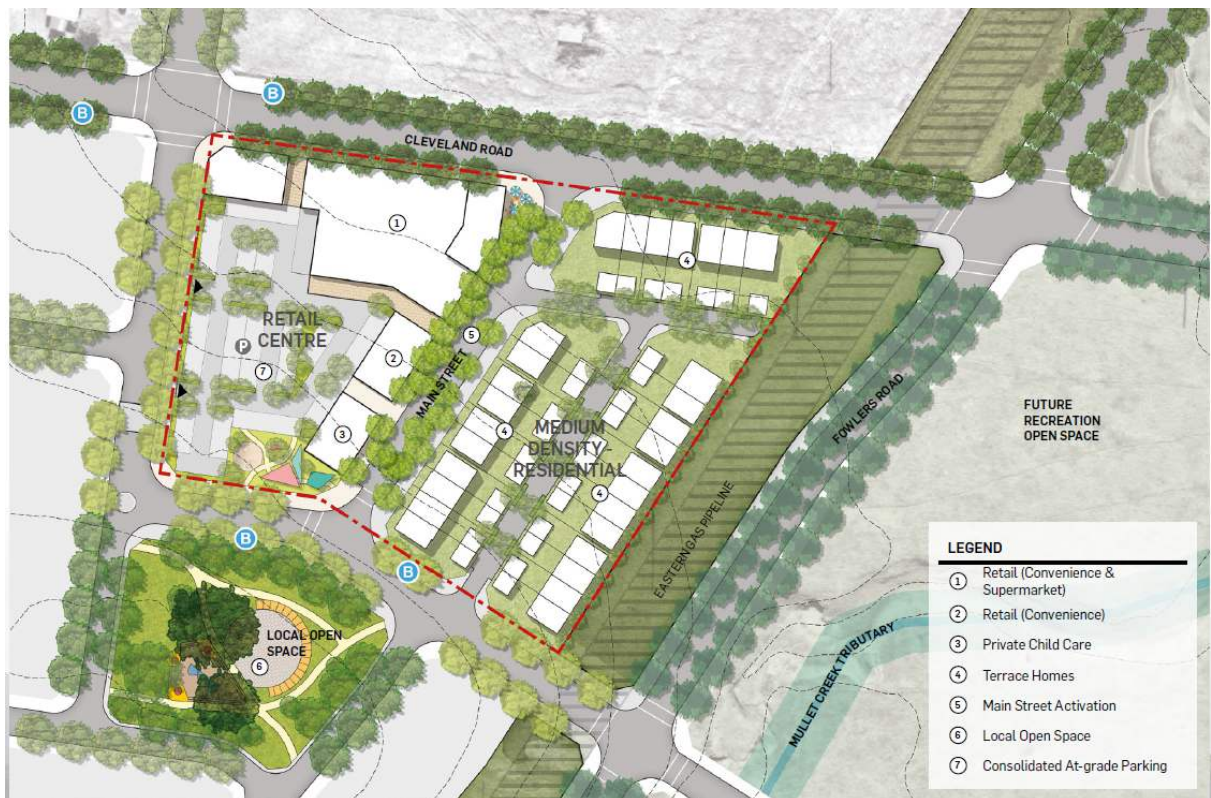 B
B
CLEVELAND ROAD
1
4
RETAIL
CENTRE
P
7
2
5
MAIN STREET
3
4
MEDIUM
DENSITY -
RESIDENTIAL
4
FOWLERS ROAD
FUTURE
RECREATION
OPEN SPACE
EASTERN GAS PIPELINE
B
B
LOCAL OPEN
SPACE
6
MULLET CREEK TRIBUTARY
LEGEND
1 Retail (Convenience &
Supermarket)
2 Retail (Convenience)
3 Private Child Care
4 Terrace Homes
5 Main Street Activation
6 Local Open Space
7 Consolidated At-grade Parking